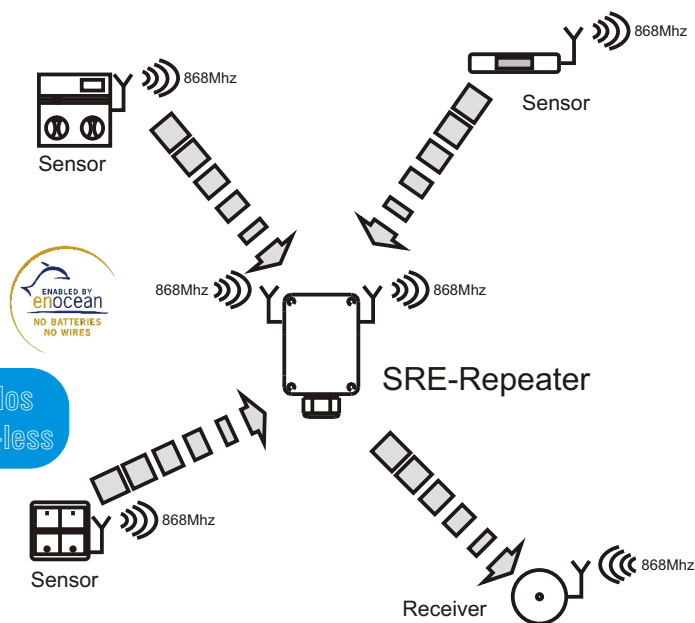 868Mhz
868Mhz
Sensor
Sensor
ENABLED BY
enocean
NO BATTERIES
NO WIRES
868Mhz
868Mhz
SRE-Repeater
less
868Mhz
Sensor
868Mhz
Receiver